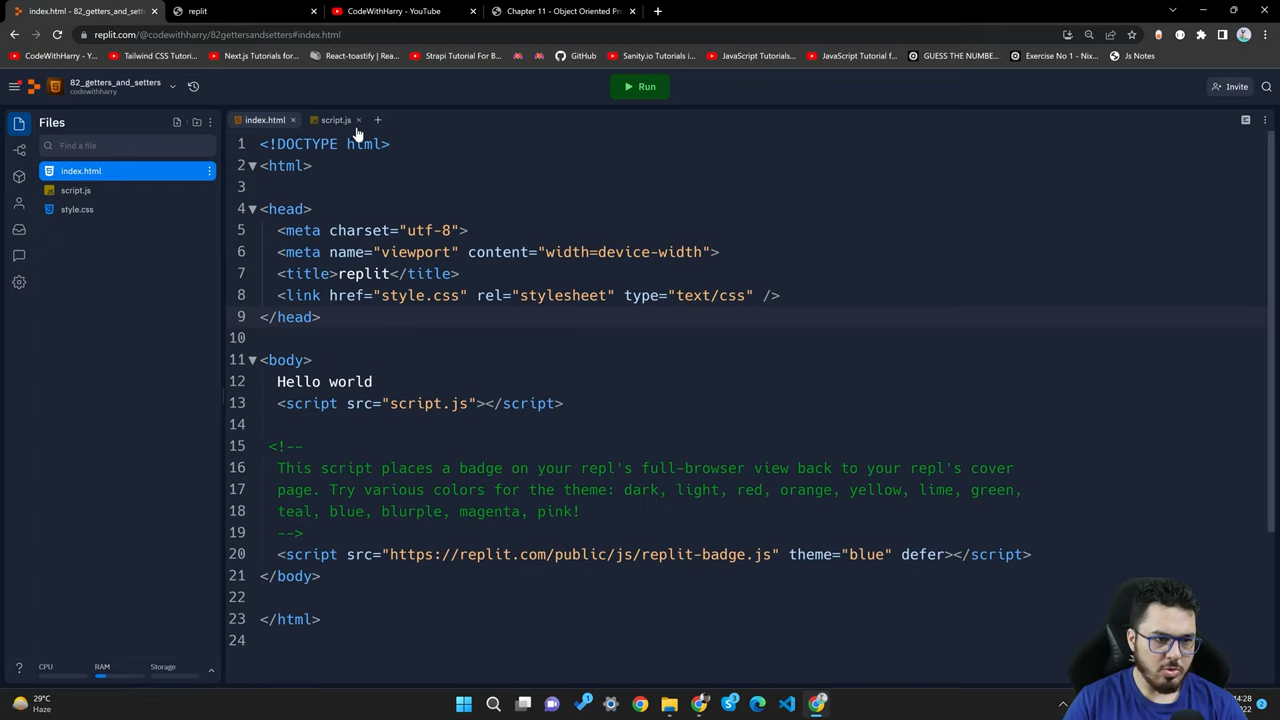 index.html - 82_getters_and_sett
replit
CodeWithHarry - YouTube
Chapter 11 - Object Oriented Pro
replit.com/@codewithharry/82gettersandsetters#index.html
CodeWithHarry - Yo...
Tailwind CSS Tutori...
Next.js Tutorials for...
React-toastify | Rea...
Strapi Tutorial For B...
GitHub
Sanity.io Tutorials i...
JavaScript Tutorials...
JavaScript Tutorial f...
GUESS THE NUMBE...
Exercise No 1 - Nix...
Js Notes
82_getters_and_setters
codewithharry
Run
Invite
Files
index.html
script.js
Find a file
index.html
script.js
style.css
1 <!DOCTYPE html>
2 <html>
3
4 <head>
5 <meta charset="utf-8">
6 <meta name="viewport" content="width=device-width">
7 <title>replit</title>
8 <link href="style.css" rel="stylesheet" type="text/css" />
9 </head>
10
11 <body>
12 Hello world
13 <script src="script.js"></script>
14
15 <!--
16 This script places a badge on your repl's full-browser view back to your repl's cover
17 page. Try various colors for the theme: dark, light, red, orange, yellow, lime, green,
18 teal, blue, blurple, magenta, pink!
19 -->
20 <script src="https://replit.com/public/js/replit-badge.js" theme="blue" defer></script>
21 </body>
22
23 </html>
24
CPU
RAM
Storage
29°C
Haze
14:28